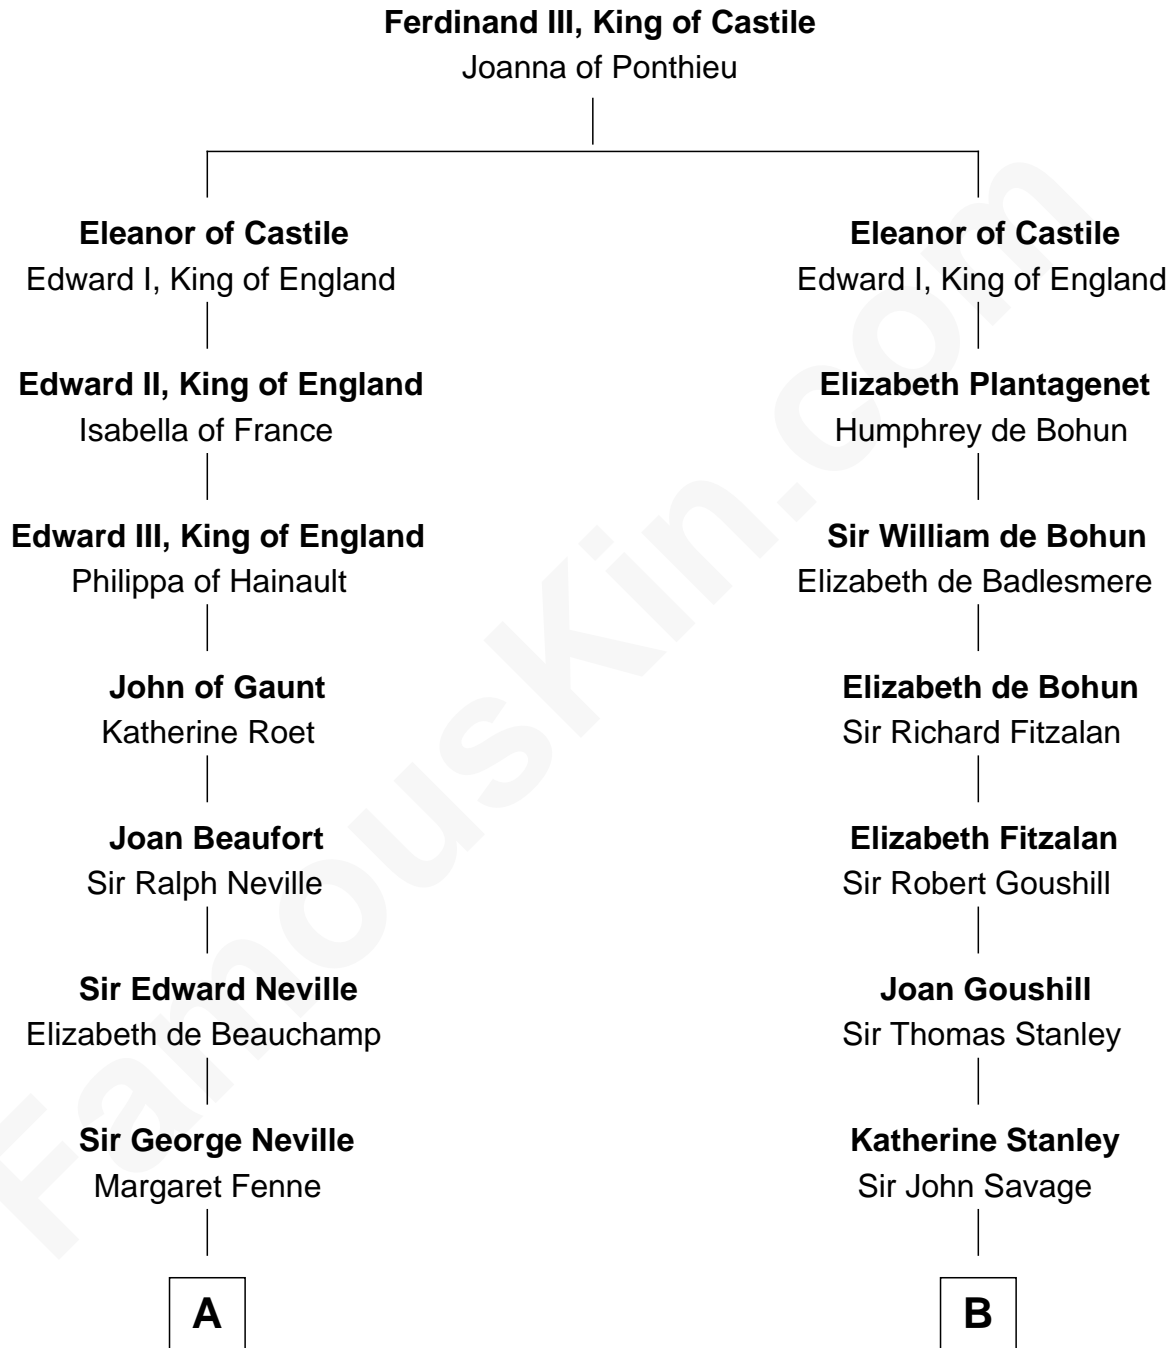 Ferdinand III, King of Castile
Joanna of Ponthieu
Eleanor of Castile
Edward I, King of England
Edward II, King of England
Isabella of France
Edward III, King of England
Philippa of Hainault
John of Gaunt
Katherine Roet
Joan Beaufort
Sir Ralph Neville
Sir Edward Neville
Elizabeth de Beauchamp
Sir George Neville
Margaret Fenne
A
Eleanor of Castile
Edward I, King of England
Elizabeth Plantagenet
Humphrey de Bohun
Sir William de Bohun
Elizabeth de Badlesmere
Elizabeth de Bohun
Sir Richard Fitzalan
Elizabeth Fitzalan
Sir Robert Goushill
Joan Goushill
Sir Thomas Stanley
Katherine Stanley
Sir John Savage
B
FamousKin.com